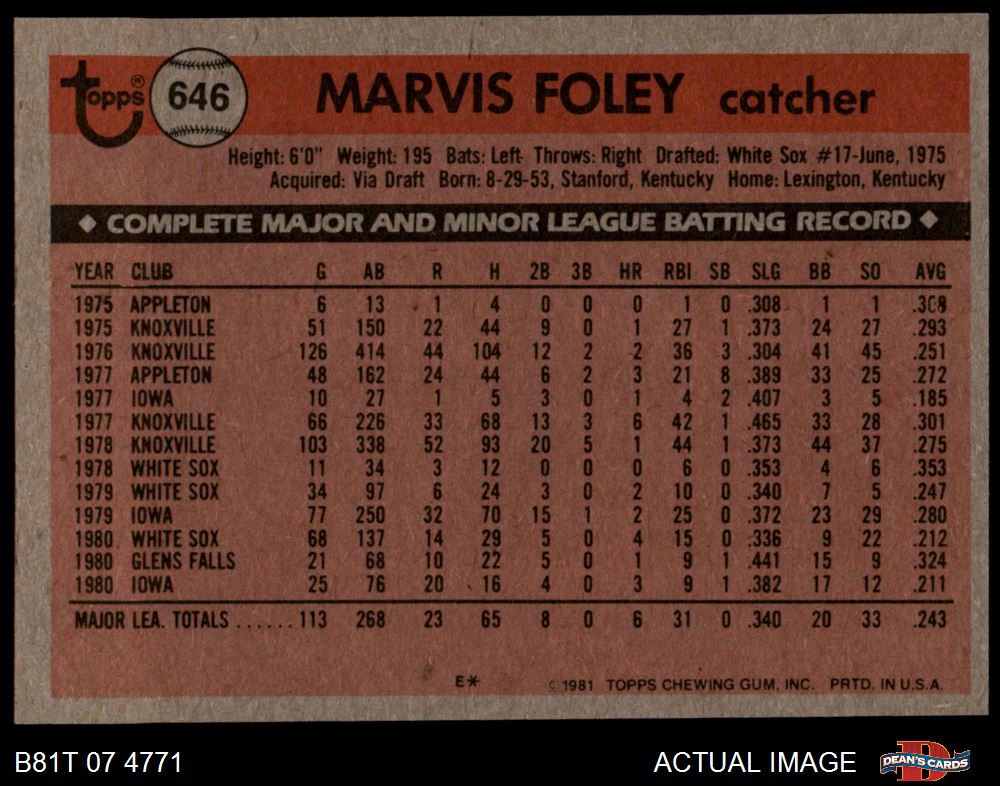 Topps® 646 MARVIS FOLEY catcher
Height: 6'0" Weight: 195 Bats: Left Throws: Right Drafted: White Sox #17-June, 1975
Acquired: Via Draft Born: 8-29-53, Stanford, Kentucky Home: Lexington, Kentucky
◆ COMPLETE MAJOR AND MINOR LEAGUE BATTING RECORD ◆
YEAR CLUB G AB R H 2B 3B HR RBI SB SLG BB SO AVG
1975 APPLETON 6 13 1 4 0 0 0 1 0 .308 1 1 .308
1975 KNOXVILLE 51 150 22 44 9 0 1 27 1 .373 24 27 .293
1976 KNOXVILLE 126 414 44 104 12 2 2 36 3 .304 41 45 .251
1977 APPLETON 48 162 24 44 6 2 3 21 8 .389 33 25 .272
1977 IOWA 10 27 1 5 3 0 1 4 2 .407 3 5 .185
1977 KNOXVILLE 66 226 33 68 13 3 6 42 1 .465 33 28 .301
1978 KNOXVILLE 103 338 52 93 20 5 1 44 1 .373 44 37 .275
1978 WHITE SOX 11 34 3 12 0 0 0 6 0 .353 4 6 .353
1979 WHITE SOX 34 97 6 24 3 0 2 10 0 .340 7 5 .247
1979 IOWA 77 250 32 70 15 1 2 25 0 .372 23 29 .280
1980 WHITE SOX 68 137 14 29 5 0 4 15 0 .336 9 22 .212
1980 GLENS FALLS 21 68 10 22 5 0 1 9 1 .441 15 9 .324
1980 IOWA 25 76 20 16 4 0 3 9 1 .382 17 12 .211
MAJOR LEA. TOTALS ...... 113 268 23 65 8 0 6 31 0 .340 20 33 .243
E* © 1981 TOPPS CHEWING GUM, INC. PRTD. IN U.S.A.
B81T 07 4771 ACTUAL IMAGE DEAN'S CARDS